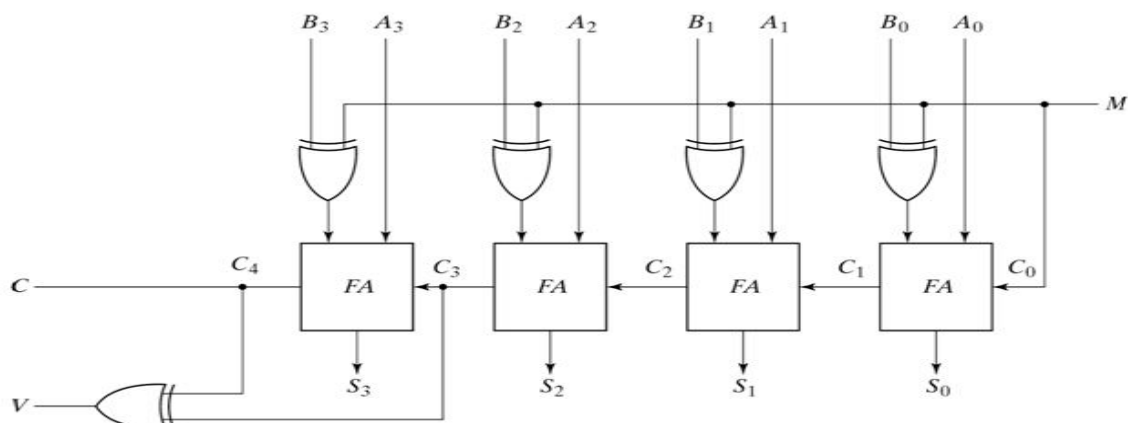 B3 A3 B2 A2 B1 A1 B0 A0
M
C4 C3 C2 C1 C0
C FA FA FA FA
S3 S2 S1 S0
V